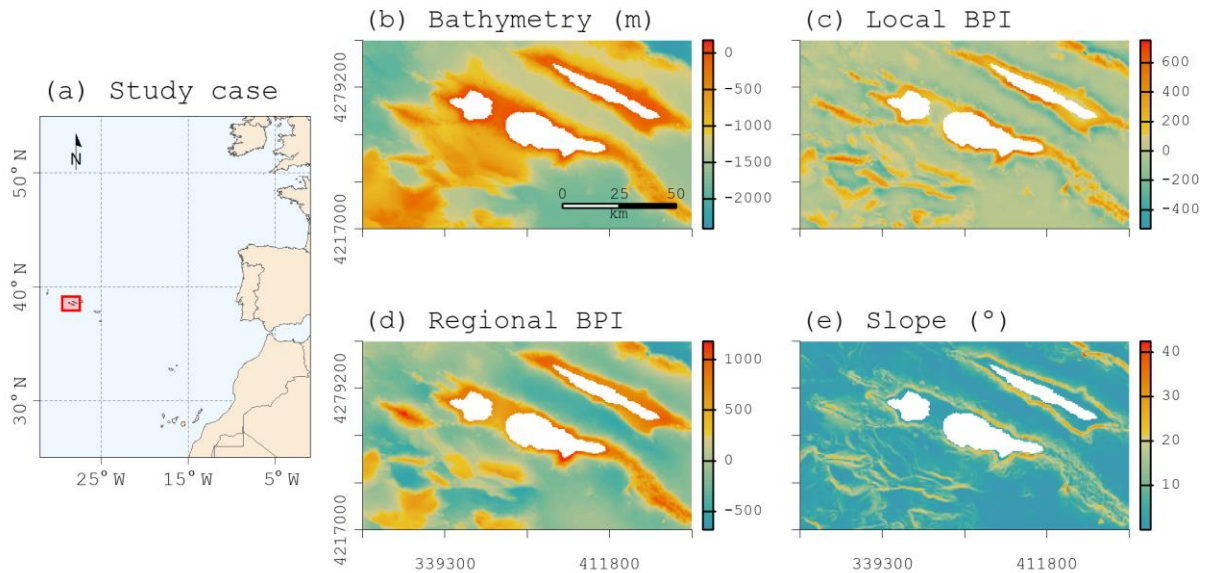 (a) Study case
N
50°N
40°N
30°N
25°W
15°W
5°W
(b) Bathymetry (m)
4279200
4217000
0
25
50
km
0
−500
−1000
−1500
−2000
(c) Local BPI
600
400
200
0
−200
−400
(d) Regional BPI
4279200
4217000
339300
411800
1000
500
0
−500
(e) Slope (º)
339300
411800
40
30
20
10